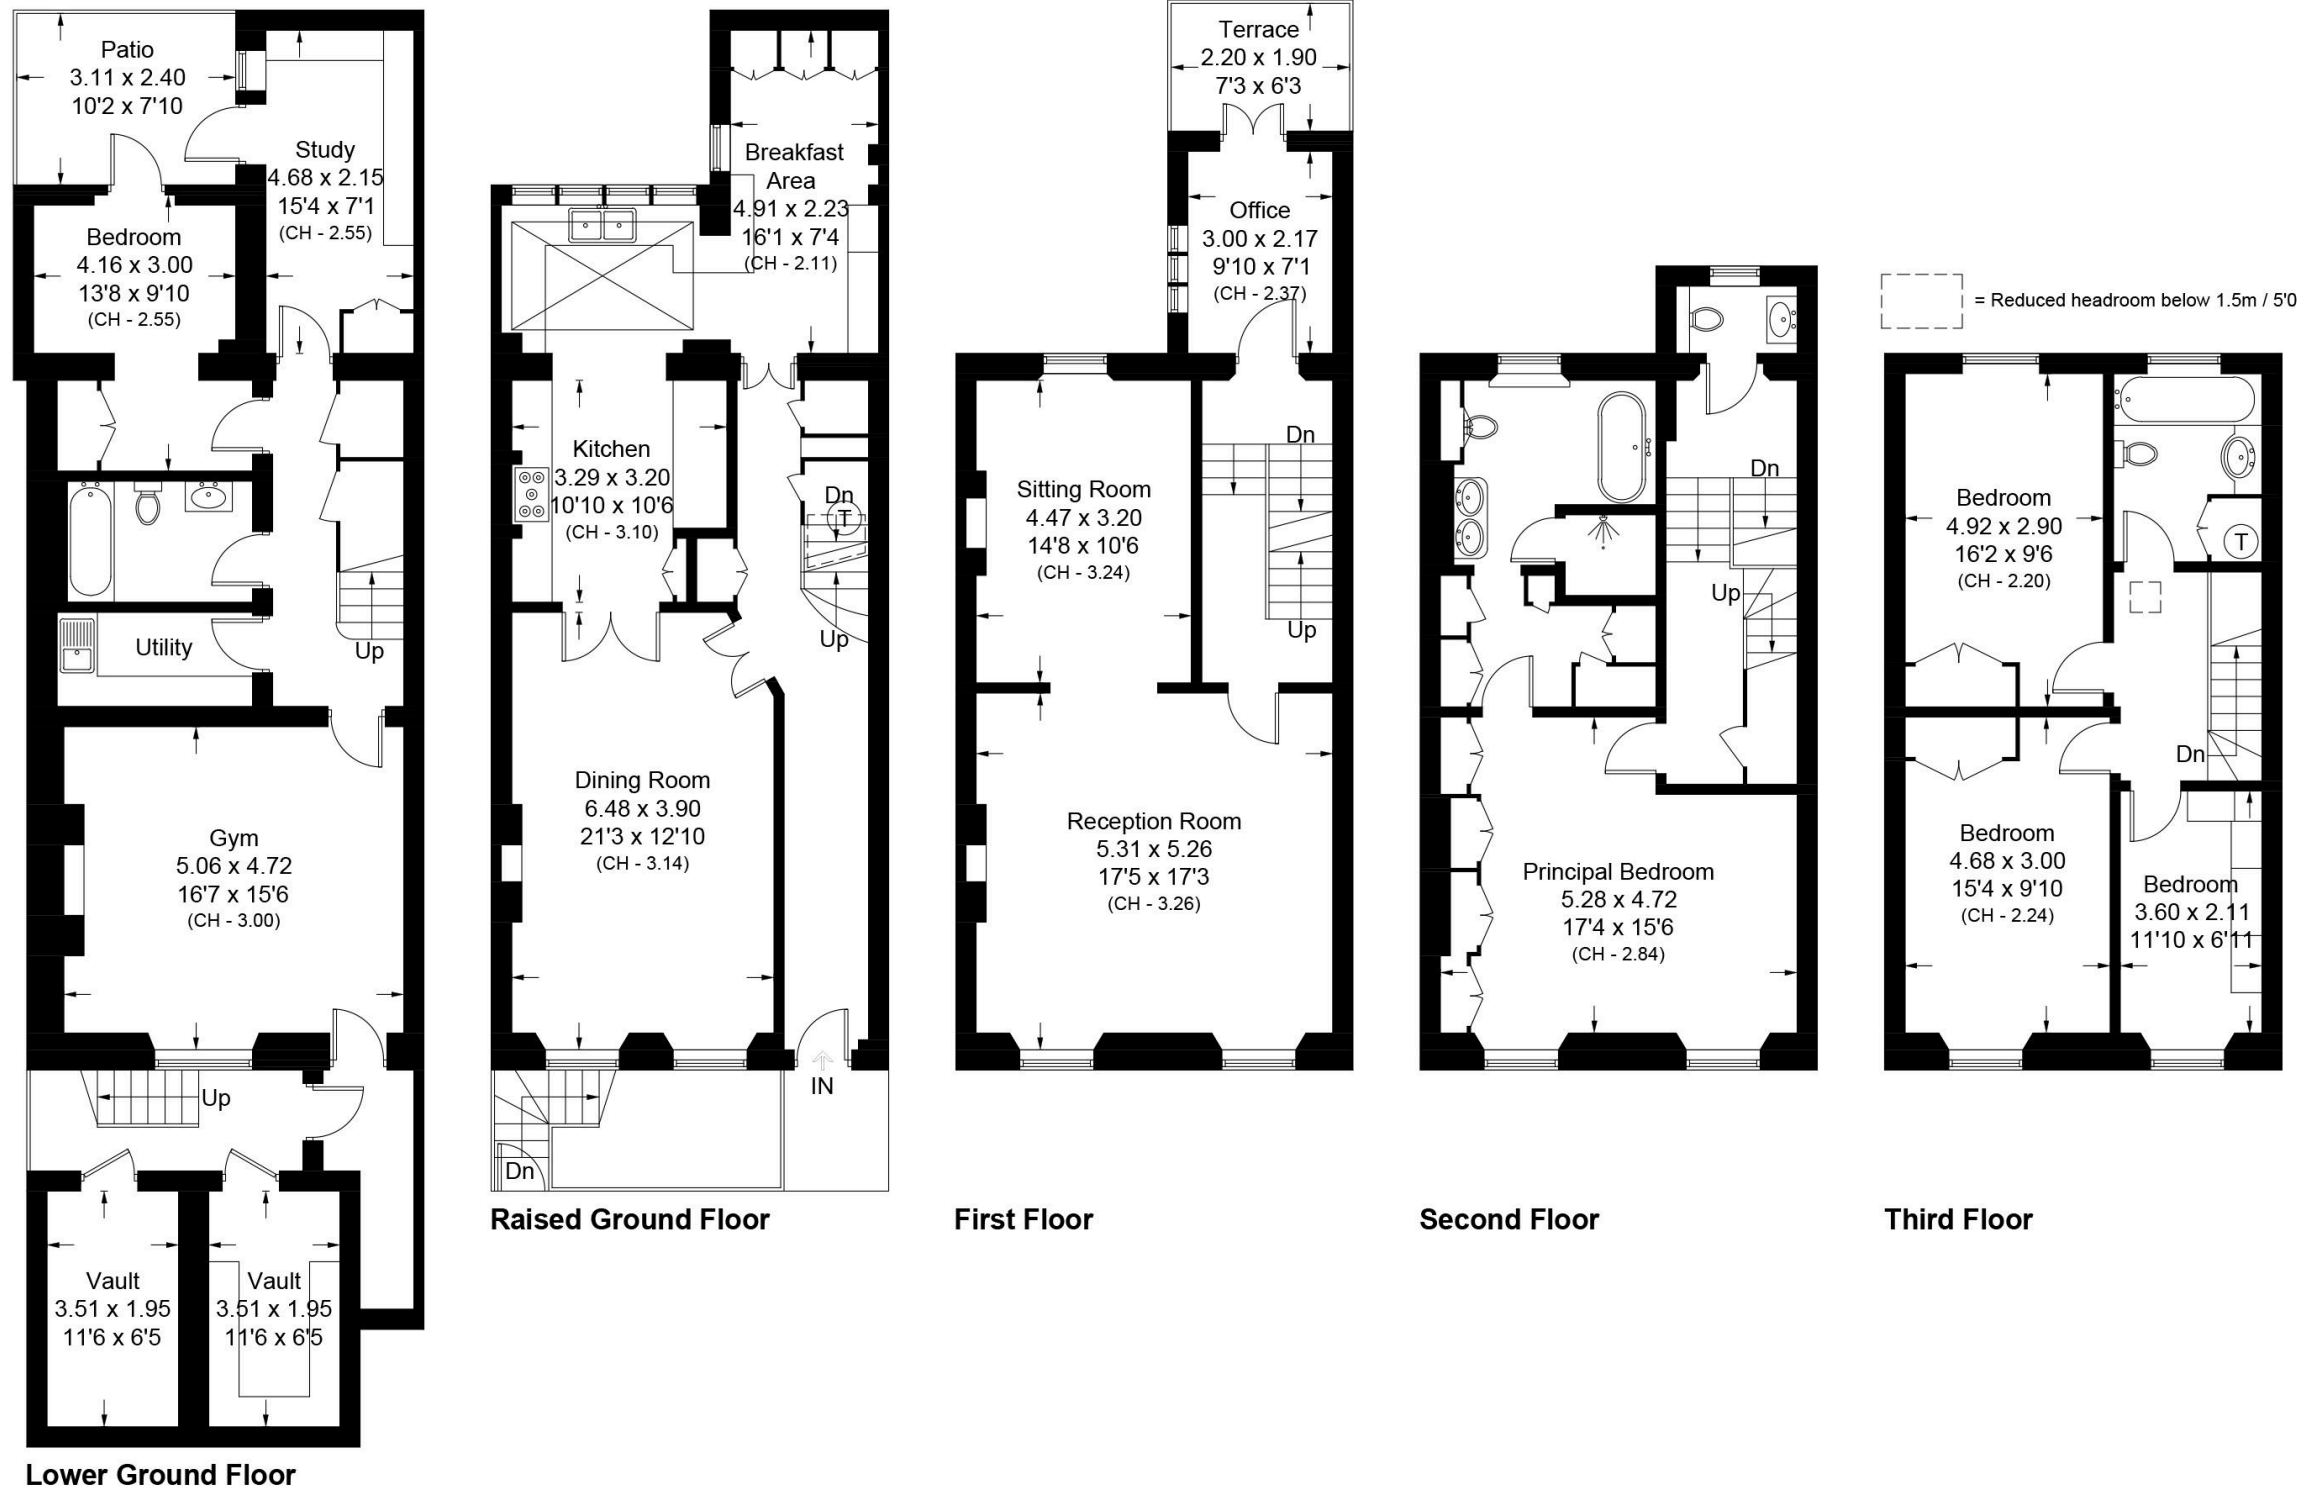 Patio
3.11 x 2.40
10'2 x 7'10
Study
4.68 x 2.15
15'4 x 7'1
(CH - 2.55)
Bedroom
4.16 x 3.00
13'8 x 9'10
(CH - 2.55)
Utility
Up
Gym
5.06 x 4.72
16'7 x 15'6
(CH - 3.00)
Up
Vault
3.51 x 1.95
11'6 x 6'5
Vault
3.51 x 1.95
11'6 x 6'5
Lower Ground Floor
Breakfast
Area
4.91 x 2.23
16'1 x 7'4
(CH - 2.11)
Kitchen
3.29 x 3.20
10'10 x 10'6
(CH - 3.10)
Dn
T
Up
Dining Room
6.48 x 3.90
21'3 x 12'10
(CH - 3.14)
IN
Dn
Raised Ground Floor
Terrace
2.20 x 1.90
7'3 x 6'3
Office
3.00 x 2.17
9'10 x 7'1
(CH - 2.37)
Dn
Sitting Room
4.47 x 3.20
14'8 x 10'6
(CH - 3.24)
Up
Reception Room
5.31 x 5.26
17'5 x 17'3
(CH - 3.26)
First Floor
Dn
Up
Principal Bedroom
5.28 x 4.72
17'4 x 15'6
(CH - 2.84)
Second Floor
= Reduced headroom below 1.5m / 5'0
Bedroom
4.92 x 2.90
16'2 x 9'6
(CH - 2.20)
T
Dn
Bedroom
4.68 x 3.00
15'4 x 9'10
(CH - 2.24)
Bedroom
3.60 x 2.11
11'10 x 6'11
Third Floor